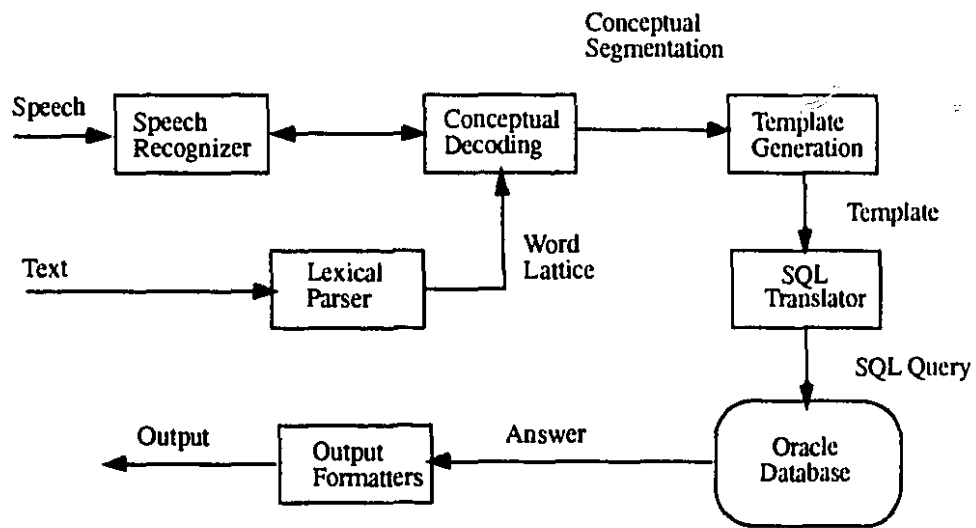 Conceptual
Segmentation
Speech
Speech
Recognizer
Conceptual
Decoding
Template
Generation
Template
Text
Lexical
Parser
Word
Lattice
SQL
Translator
SQL Query
Output
Output
Formatters
Answer
Oracle
Database